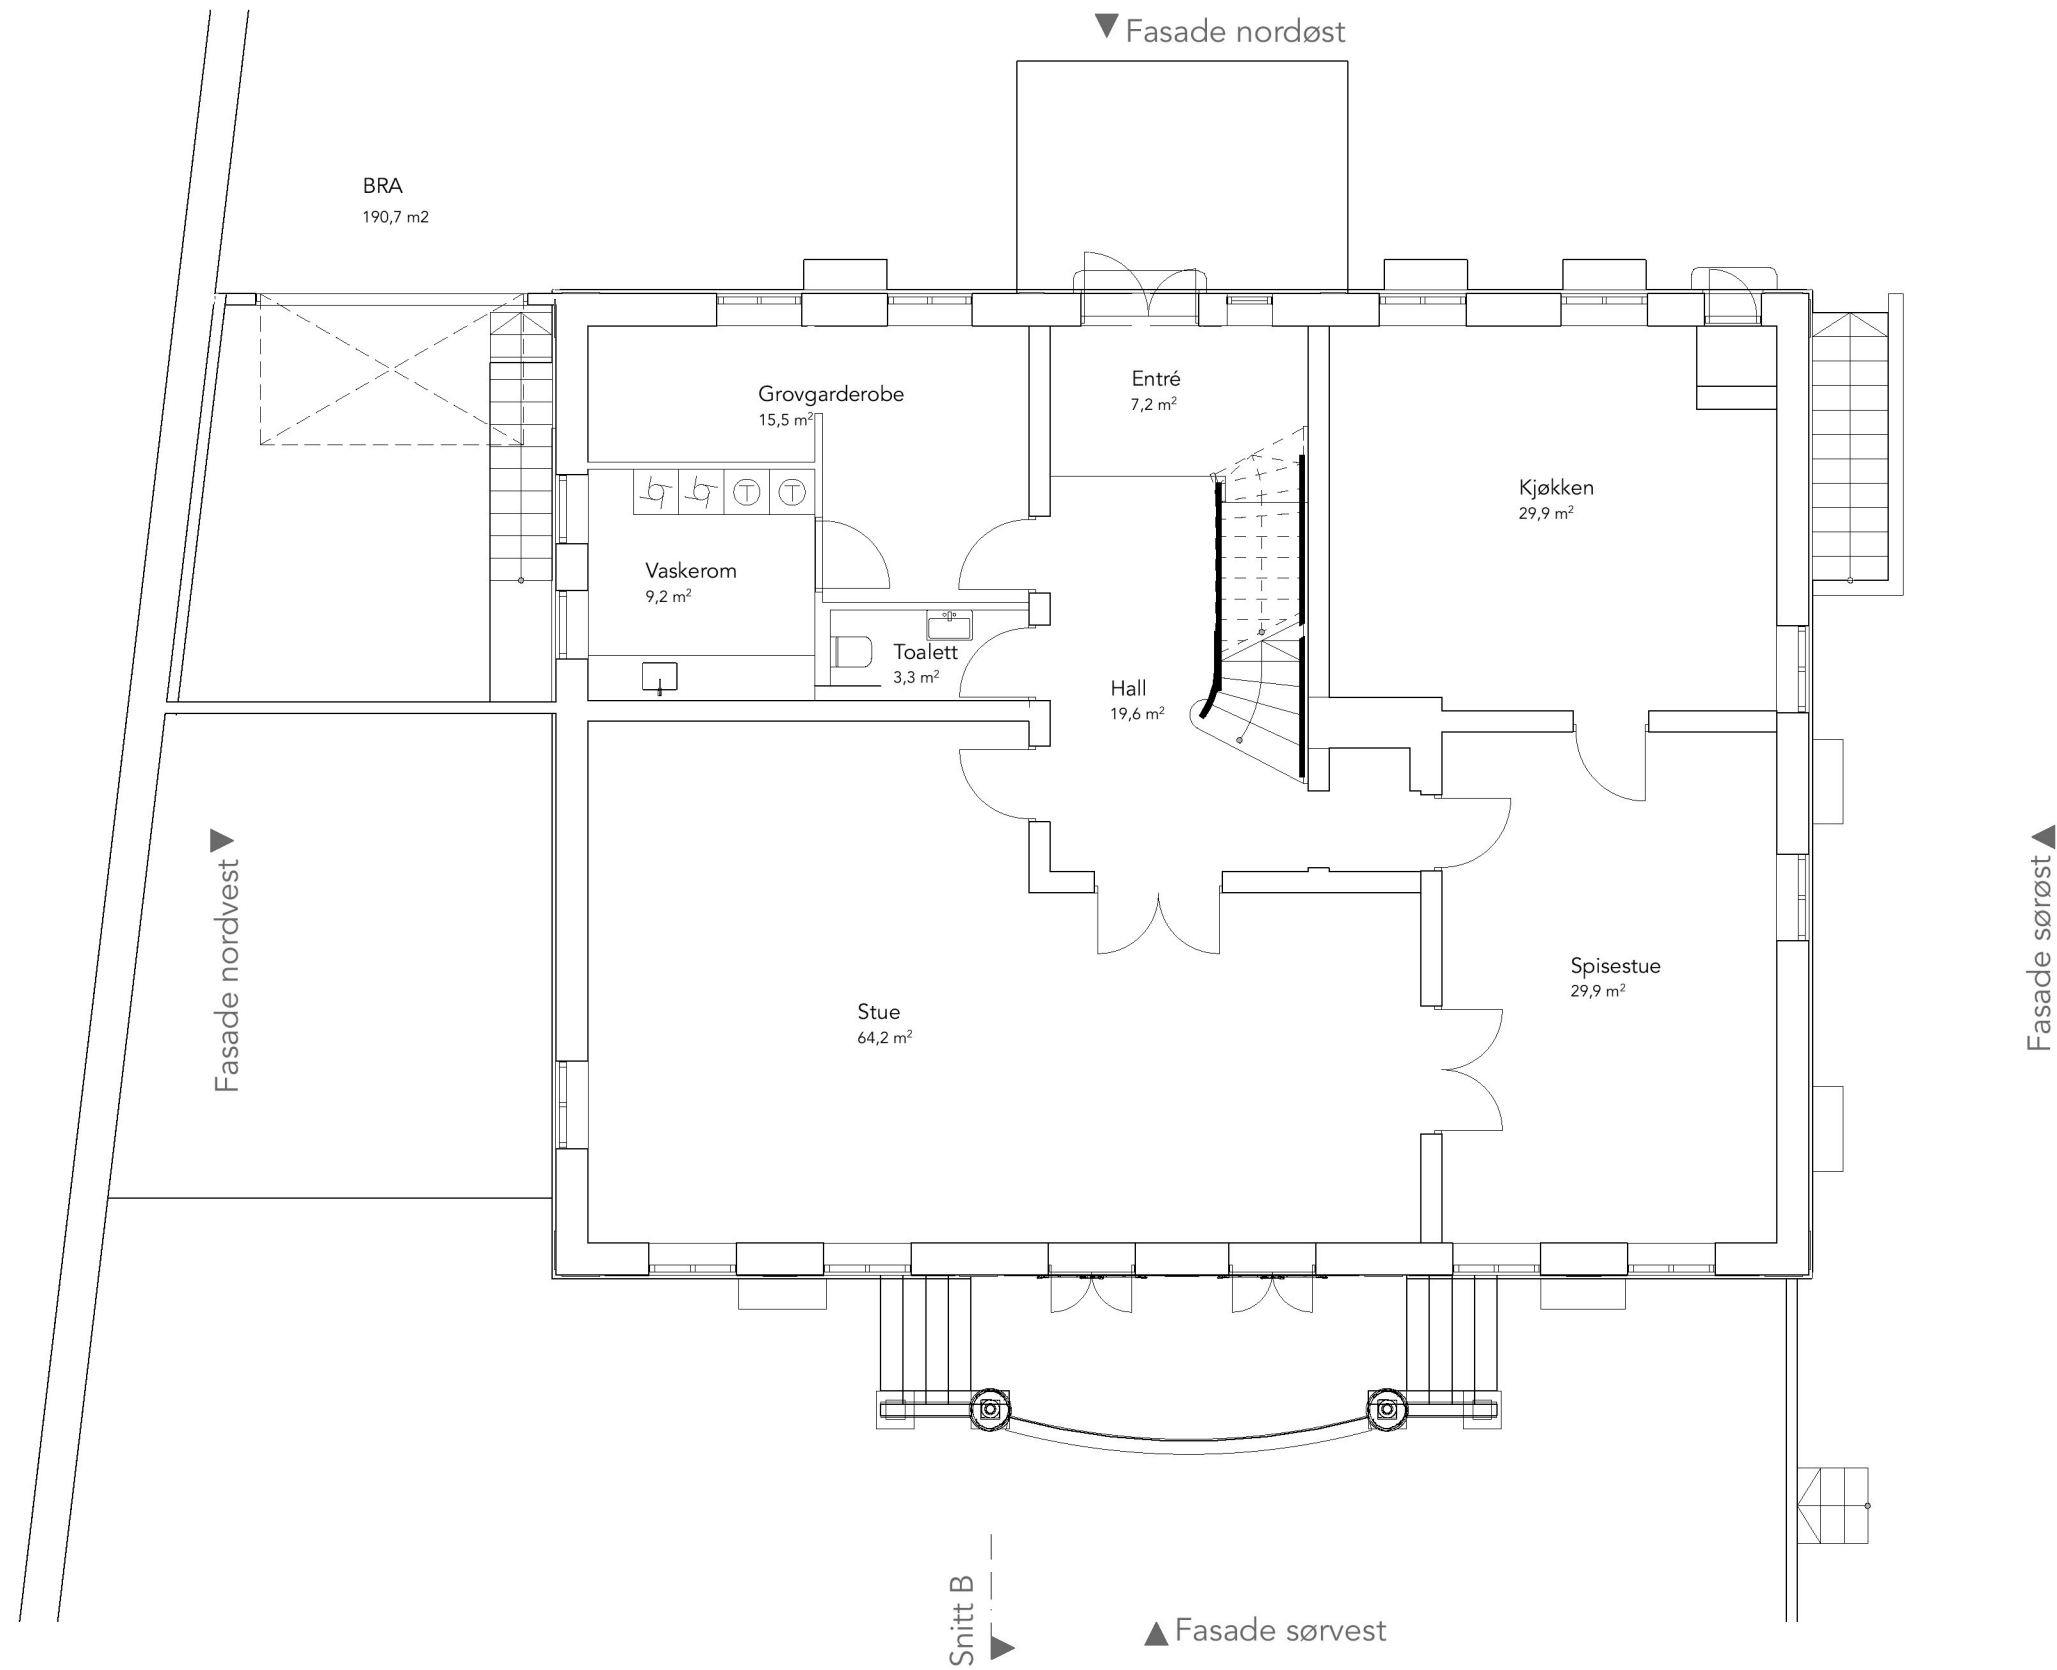 Fasade nordøst
BRA
190,7 m2
Entré
7,2 m²
Grovgarderobe
15,5 m²
Kjøkken
29,9 m²
Vaskerom
9,2 m²
Toalett
3,3 m²
Hall
19,6 m²
Fasade nordvest
Fasade sørøst
Spisestue
29,9 m²
Stue
64,2 m²
Snitt B
Fasade sørvest